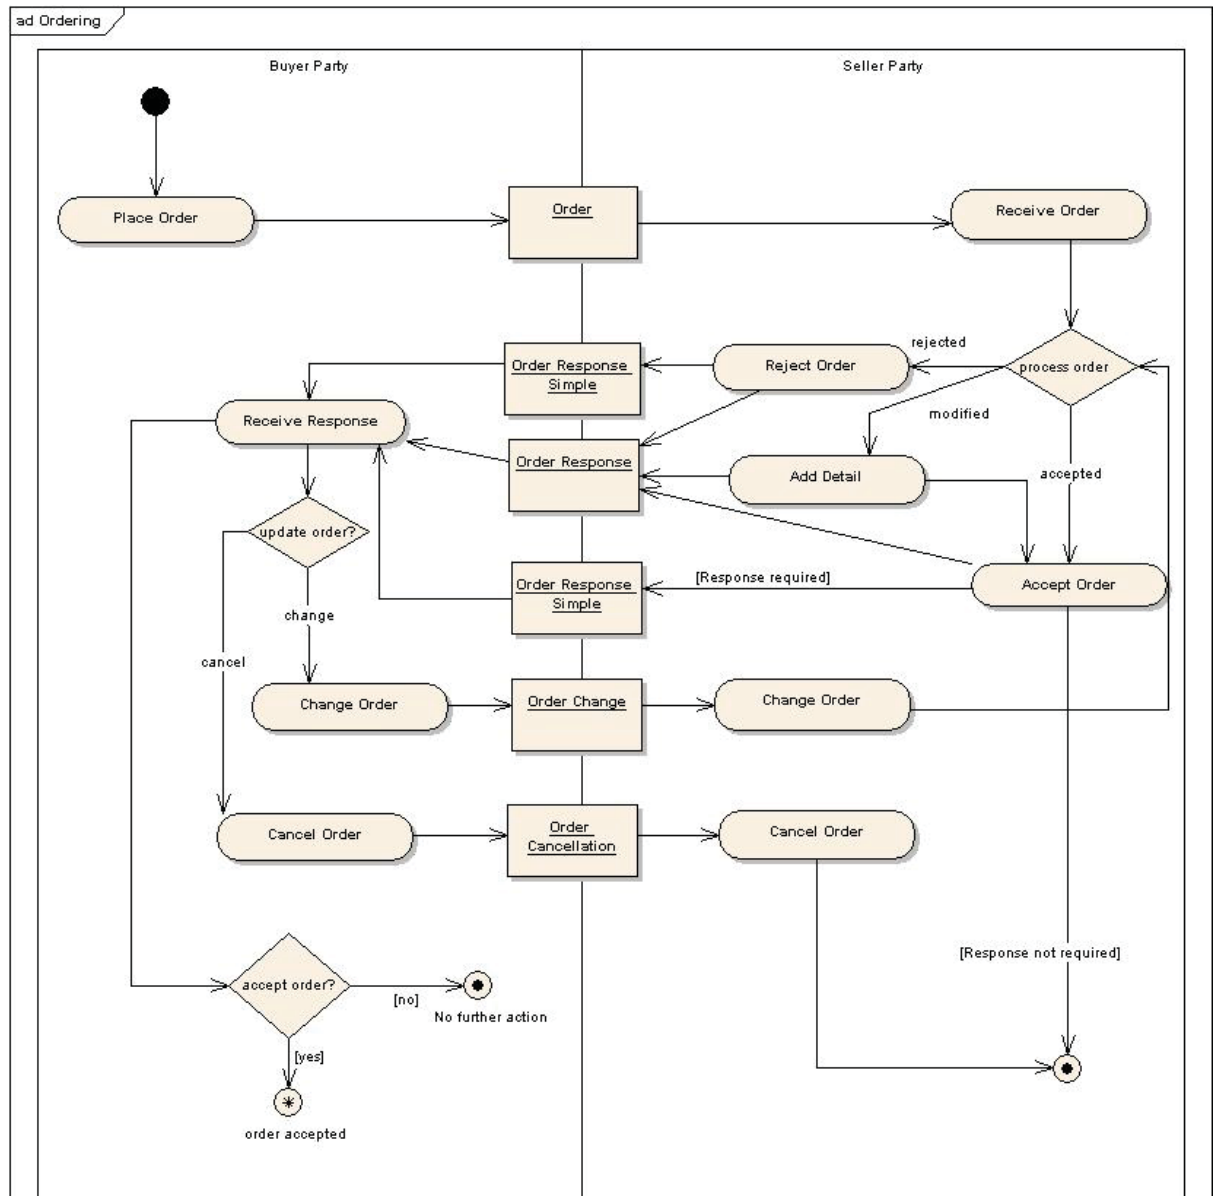 ad Ordering
Buyer Party
Seller Party
Place Order
Order
Receive Order
Order Response
Simple
Reject Order
rejected
process order
Receive Response
modified
Order Response
Add Detail
accepted
update order?
Order Response
Simple
[Response required]
Accept Order
change
cancel
Change Order
Order Change
Change Order
Cancel Order
Order
Cancellation
Cancel Order
[Response not required]
accept order?
[no]
No further action
[yes]
order accepted